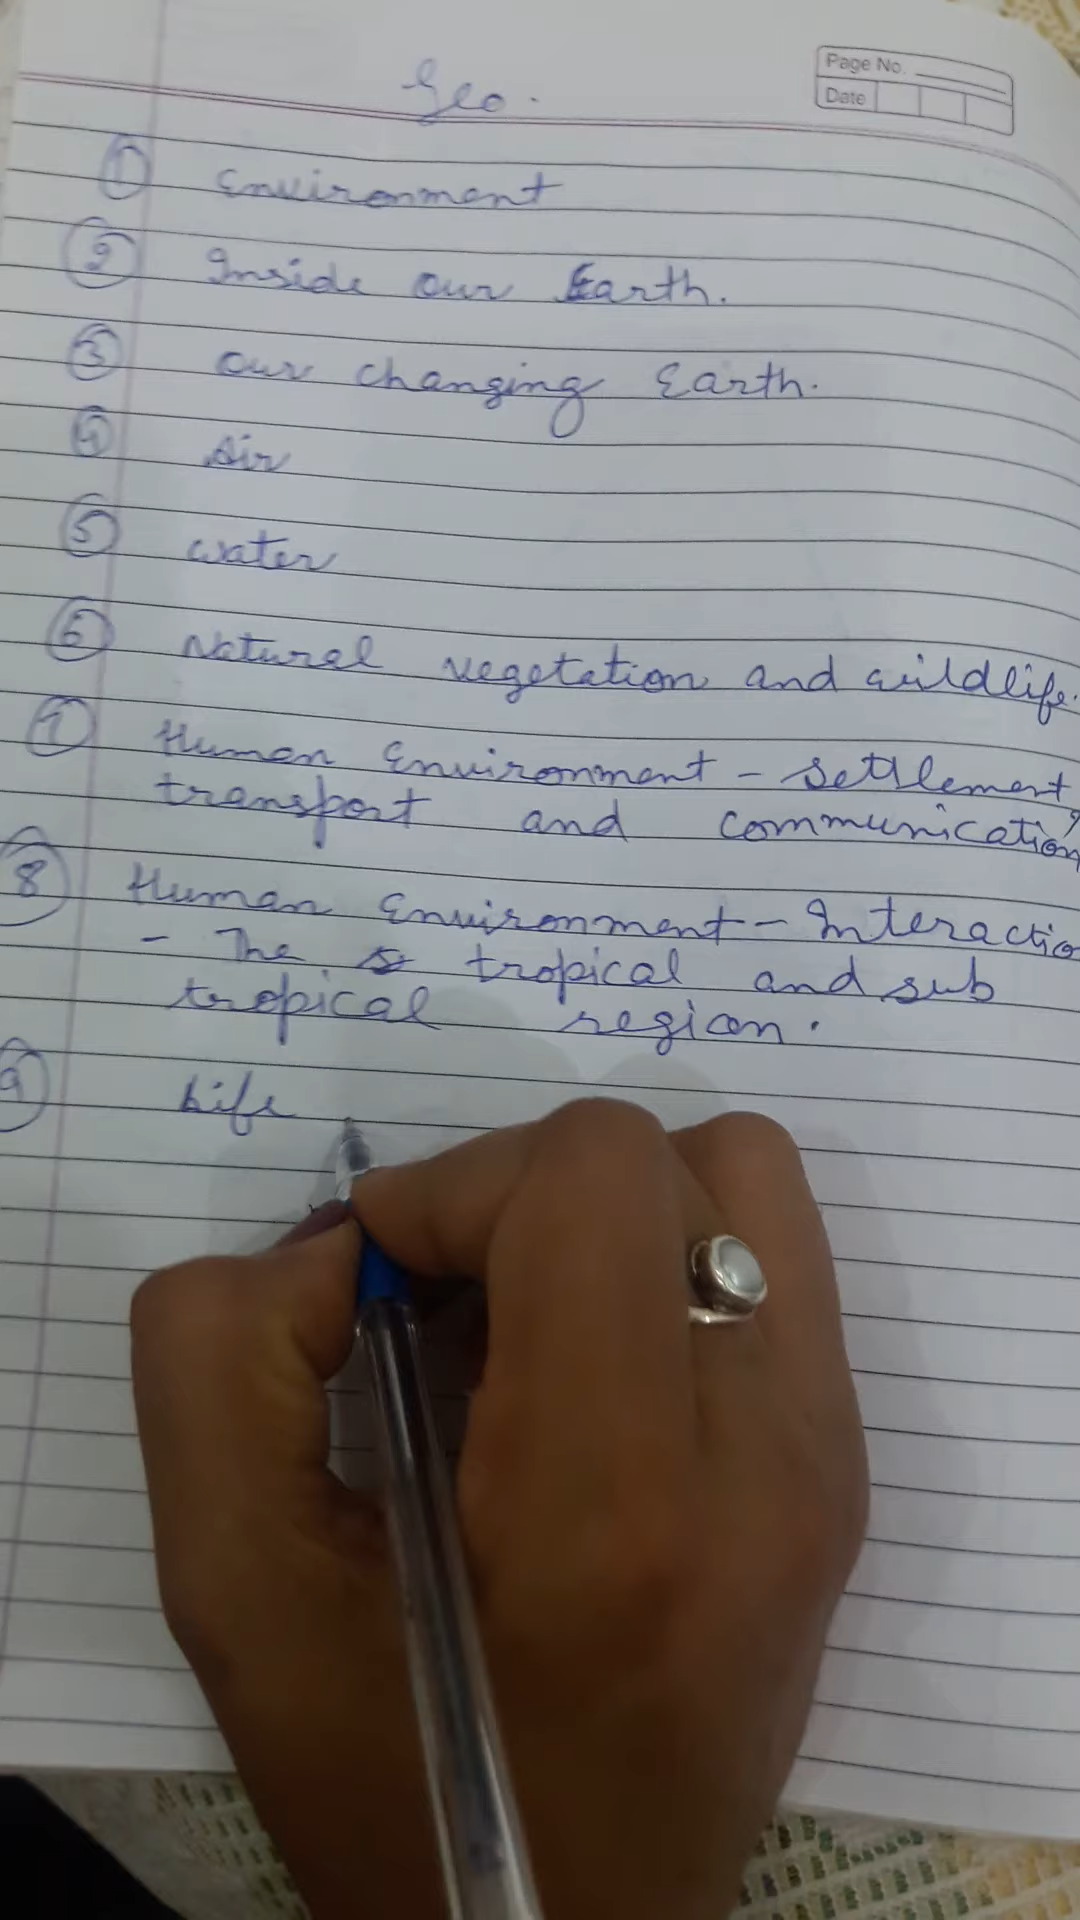 Geo.
Page No.
Date
① Environment
② Inside our Earth.
③ our changing Earth.
④ Air
⑤ water
⑥ Natural vegetation and wildlife.
⑦ Human Environment - Settlement,
transport and communication
⑧ Human Environment - Interactio
- The tropical and sub
tropical region.
⑨ Life